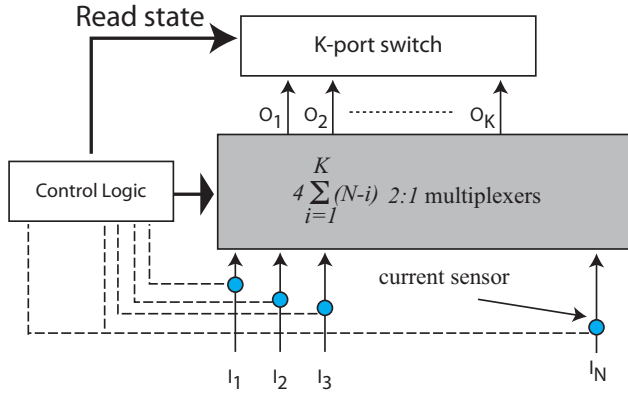 Read state
K-port switch
O1 O2 OK
Control Logic
K
4 ∑ (N-i) 2:1 multiplexers
i=1
current sensor
I1 I2 I3 IN